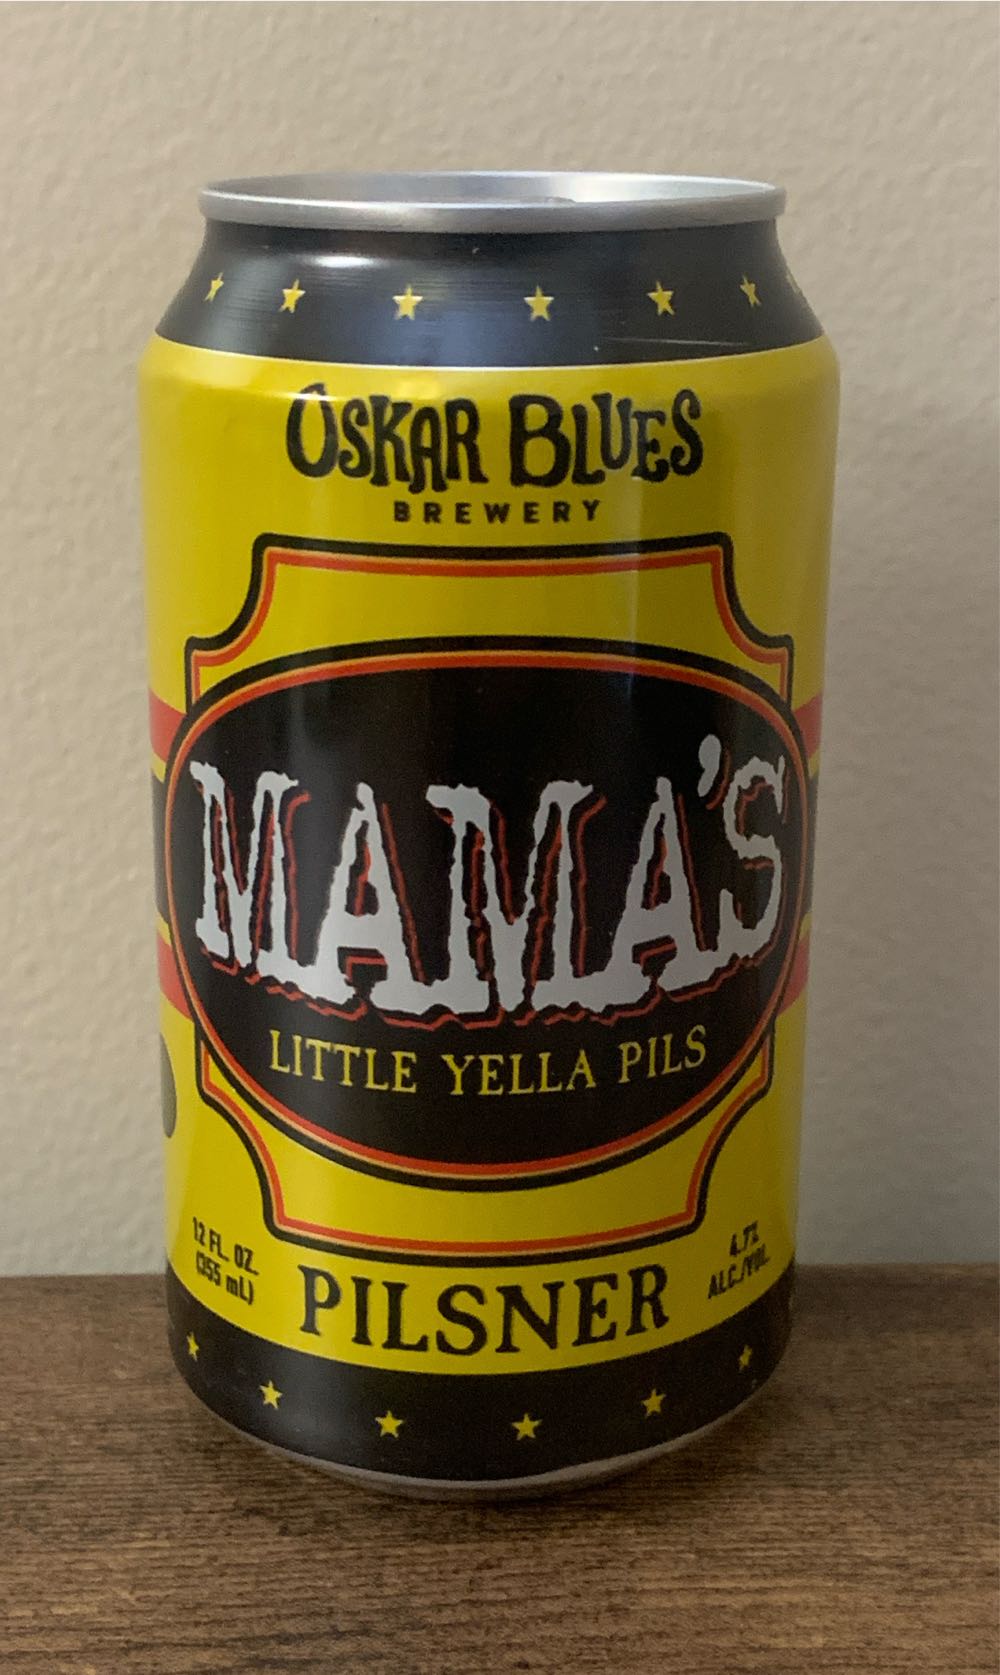 OSKAR BLUES
BREWERY
MAMA'S
LITTLE YELLA PILS
12 FL. OZ.
(355 mL)
4.7%
ALC./VOL.
PILSNER